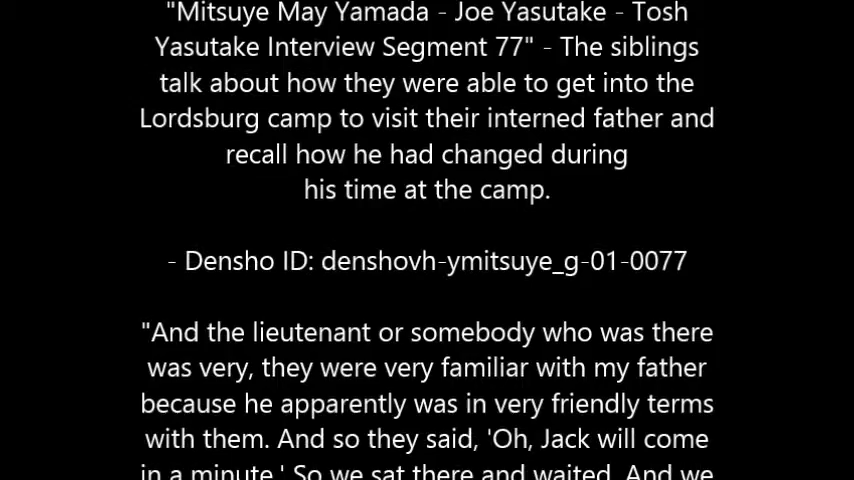 "Mitsuye May Yamada - Joe Yasutake - Tosh
Yasutake Interview Segment 77" - The siblings
talk about how they were able to get into the
Lordsburg camp to visit their interned father and
recall how he had changed during
his time at the camp.
- Densho ID: denshovh-ymitsuye_g-01-0077
"And the lieutenant or somebody who was there
was very, they were very familiar with my father
because he apparently was in very friendly terms
with them. And so they said, 'Oh, Jack will come
in a minute.' So we sat there and waited. And we